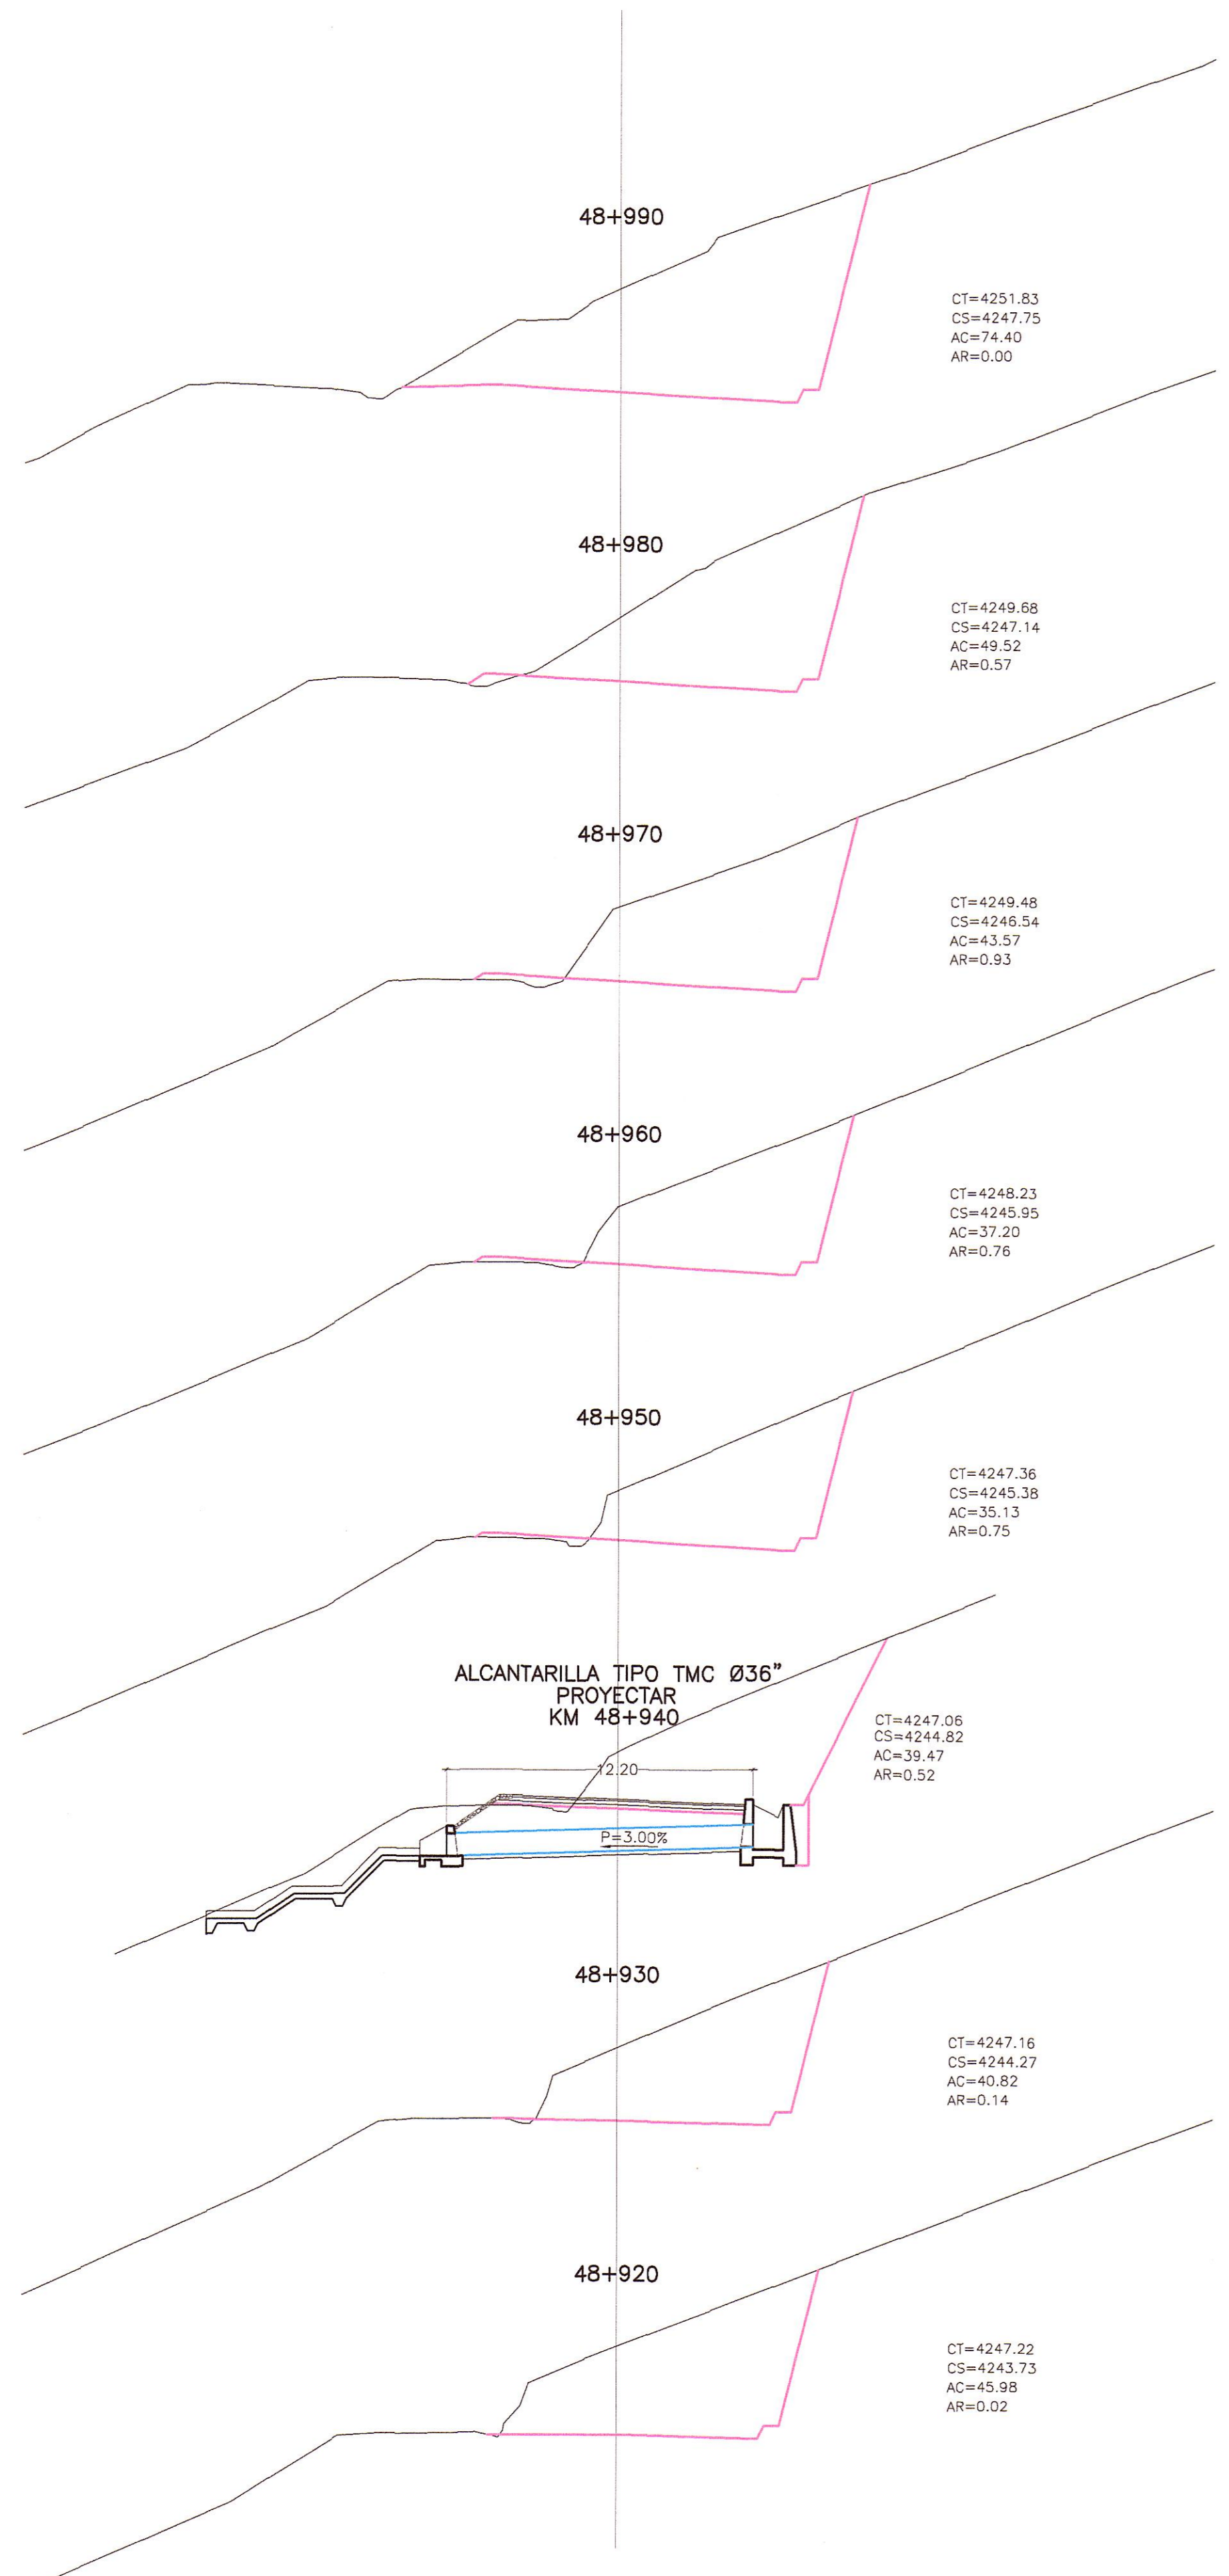 48+990
CT=4251.83
CS=4247.75
AC=74.40
AR=0.00
48+980
CT=4249.68
CS=4247.14
AC=49.52
AR=0.57
48+970
CT=4249.48
CS=4246.54
AC=43.57
AR=0.93
48+960
CT=4248.23
CS=4245.95
AC=37.20
AR=0.76
48+950
CT=4247.36
CS=4245.38
AC=35.13
AR=0.75
ALCANTARILLA TIPO TMC Ø36"
PROYECTAR
KM 48+940
CT=4247.06
CS=4244.82
AC=39.47
AR=0.52
12.20
P=3.00%
48+930
CT=4247.16
CS=4244.27
AC=40.82
AR=0.14
48+920
CT=4247.22
CS=4243.73
AC=45.98
AR=0.02